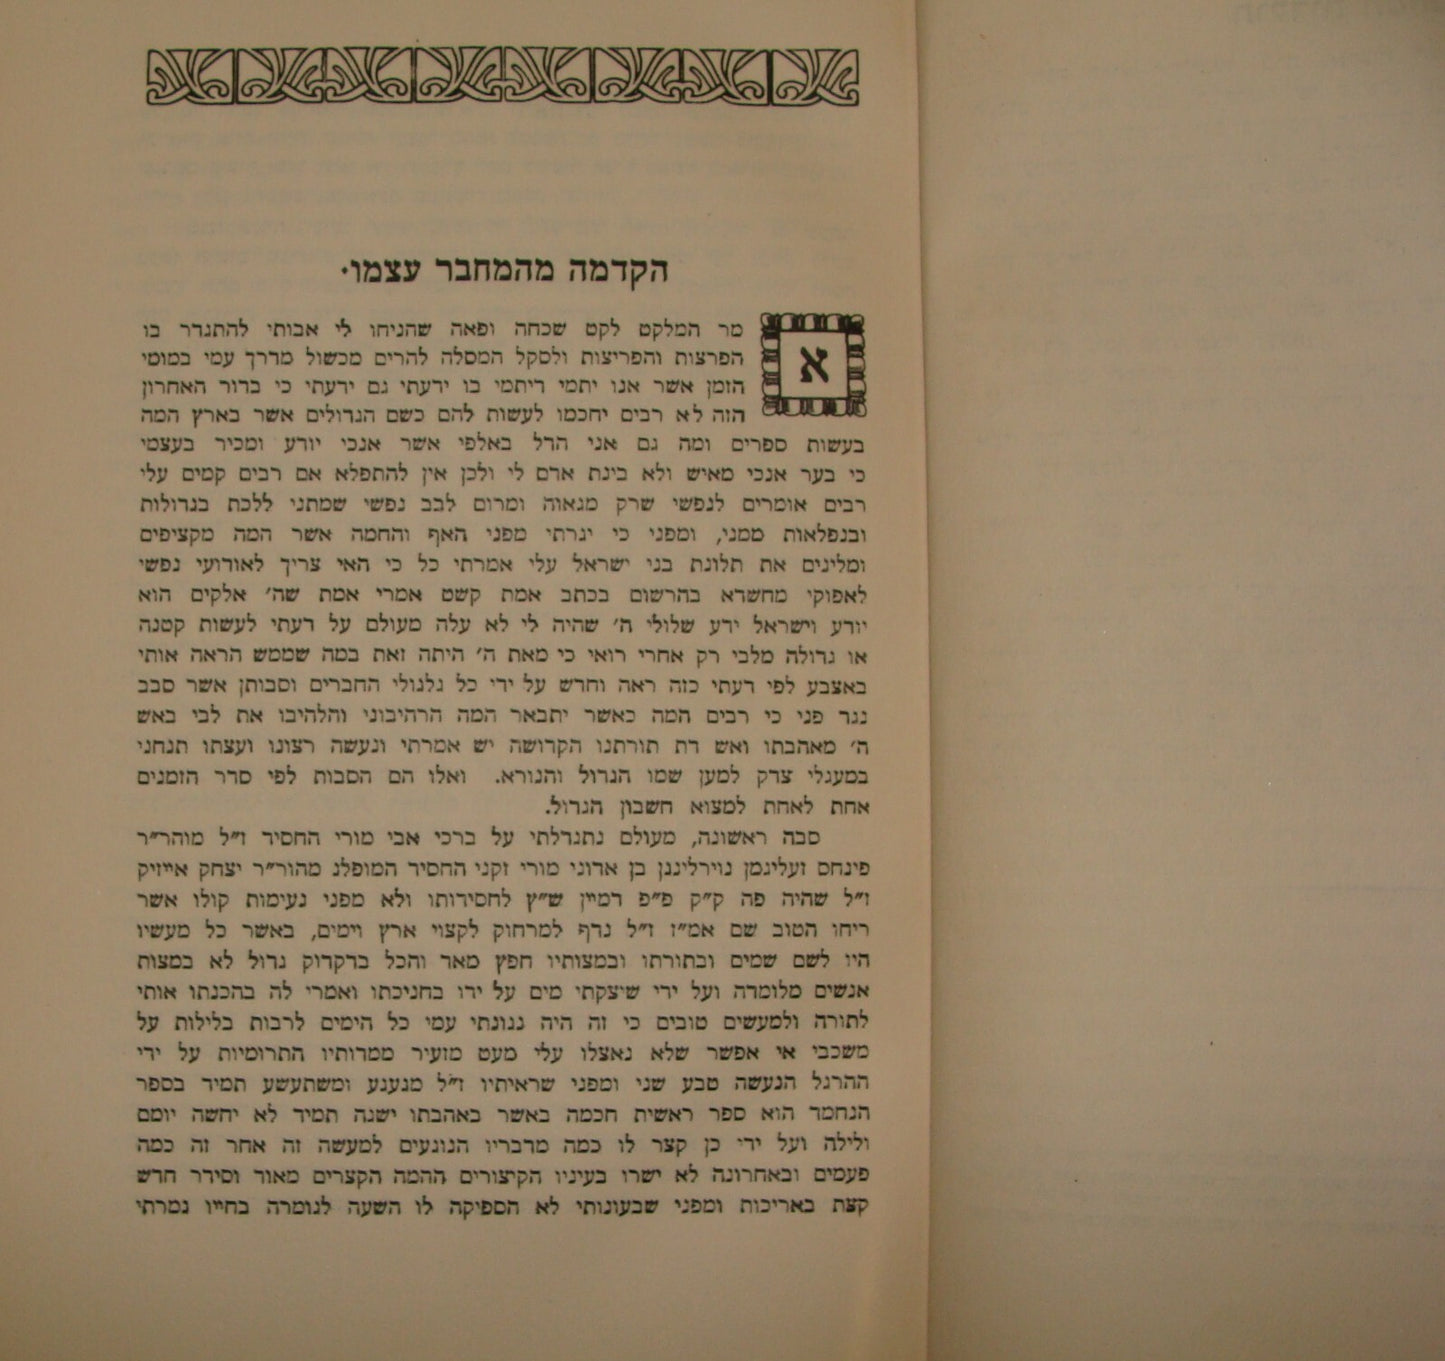 הקדמה מהמחבר עצמו·
אמר המלקט לקט שכחה ופאה שהניחו לי אבותי להתגדר בו
הפרצות והפריצות ולסקל המסלה להרים מכשול מדרך עמי במוטי
הזמן אשר אנו יתמי דיתמי בו ידעתי גם ידעתי כי בדור האחרון
הזה לא רבים יחכמו לעשות להם כשם הגדולים אשר בארץ המה
בעשות ספרים ומה גם אני הדל באלפי אשר אנכי יודע ומכיר בעצמי
כי בער אנכי מאיש ולא בינת אדם לי ולכן אין להתפלא אם רבים קמים עלי
רבים אומרים לנפשי שרק מגאוה ומרום לבב נפשי שמתני ללכת בגדולות
ובנפלאות ממני, ומפני כי יגרתי מפני האף והחמה אשר המה מקציפים
ומלינים את תלונת בני ישראל עלי אמרתי כל כי האי צריך לאודועי נפשי
לאפוקי מחשדא בהרשום בכתב אמת קשט אמרי אמת שה׳ אלקים הוא
יודע וישראל ידע שלולי ה׳ שהיה לי לא עלה מעולם על דעתי לעשות קטנה
או גדולה מלבי רק אחרי רואי כי מאת ה׳ היתה זאת במה שממש הראה אותי
באצבע לפי דעתי כזה ראה וחדש על ידי כל גלגולי החברים וסבותן אשר סבב
נגד פני כי רבים המה כאשר יתבאר המה הרהיבוני והלהיבו את לבי באש
ה׳ מאהבתו ואש דת תורתנו הקדושה יש אמרתי ונעשה רצונו ועצתו תנחני
במעגלי צדק למען שמו הגדול והנורא. ואלו הם הסבות לפי סדר הזמנים
אחת לאחת למצוא חשבון הגדול.
סבה ראשונה, מעולם נתגדלתי על ברכי אבי מורי החסיד ז״ל מוהר״ר
פינחס זעליגמן נוירלינגן בן אדוני מורי זקני החסיד המופלג מהור״ר יצחק אייזיק
ז״ל שהיה פה ק״ק פ״פ דמיין ש״ץ לחסידותו ולא מפני נעימות קולו אשר
ריחו הטוב שם אמ״ז ז״ל נדף למרחוק לקצוי ארץ וימים, באשר כל מעשיו
היו לשם שמים ובתורתו ובמצותיו חפץ מאד והכל בדקדוק גדול לא במצות
אנשים מלומדה ועל ידי שיצקתי מים על ידו בחניכתו ואמרי לה בהכנתו אותי
לתורה ולמעשים טובים כי זה היה נגונתי עמי כל הימים לרבות בלילות על
משכבי אי אפשר שלא נאצלו עלי מעט מזעיר ממדותיו התרומיות על ידי
ההרגל הנעשה טבע שני ומפני שראיתיו ז״ל מנענע ומשתעשע תמיד בספר
הנחמד הוא ספר ראשית חכמה באשר באהבתו ישגה תמיד לא יחשה יומם
ולילה ועל ידי כן קצר לו כמה מדבריו הנוגעים למעשה זה אחר זה כמה
פעמים ובאחרונה לא ישרו בעיניו הקיצורים ההמה הקצרים מאוד וסידר חדש
קצת באריכות ומפני שבעונותי לא הספיקה לו השעה לגומרה בחייו גמרתי